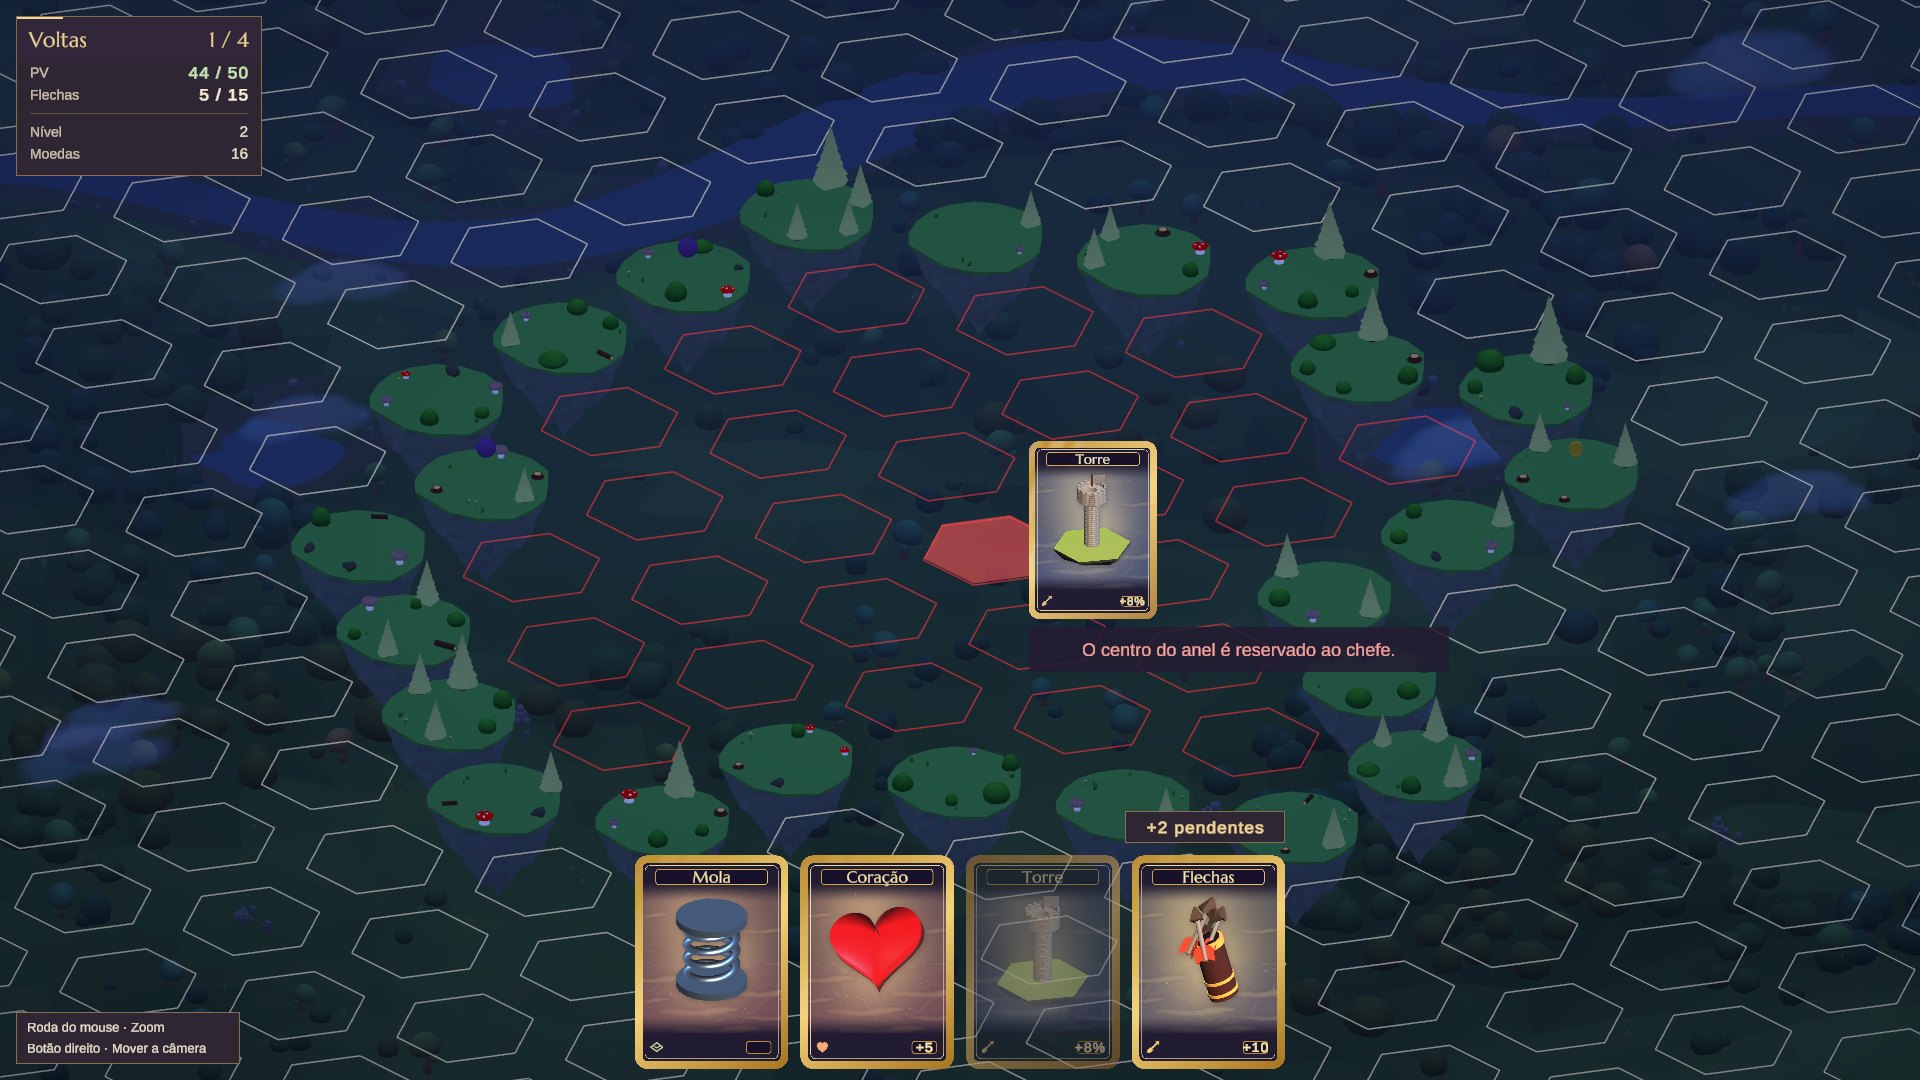 Voltas 1 / 4
PV 44 / 50
Flechas 5 / 15
Nível 2
Moedas 16
Torre
+8%
O centro do anel é reservado ao chefe.
+2 pendentes
Mola
Coração
+5
Torre
+8%
Flechas
+10
Roda do mouse · Zoom
Botão direito · Mover a câmera